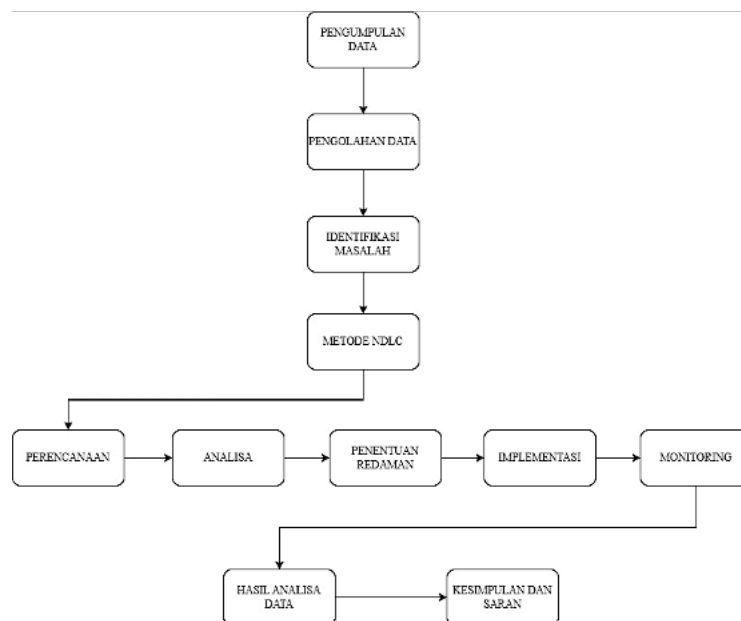 PENGUMPULAN
DATA
PENGOLAHAN DATA
IDENTIFIKASI
MASALAH
METODE NDLC
PERENCANAAN
ANALISA
PENENTUAN
REDAMAN
IMPLEMENTASI
MONITORING
HASIL ANALISA
DATA
KESIMPULAN DAN
SARAN